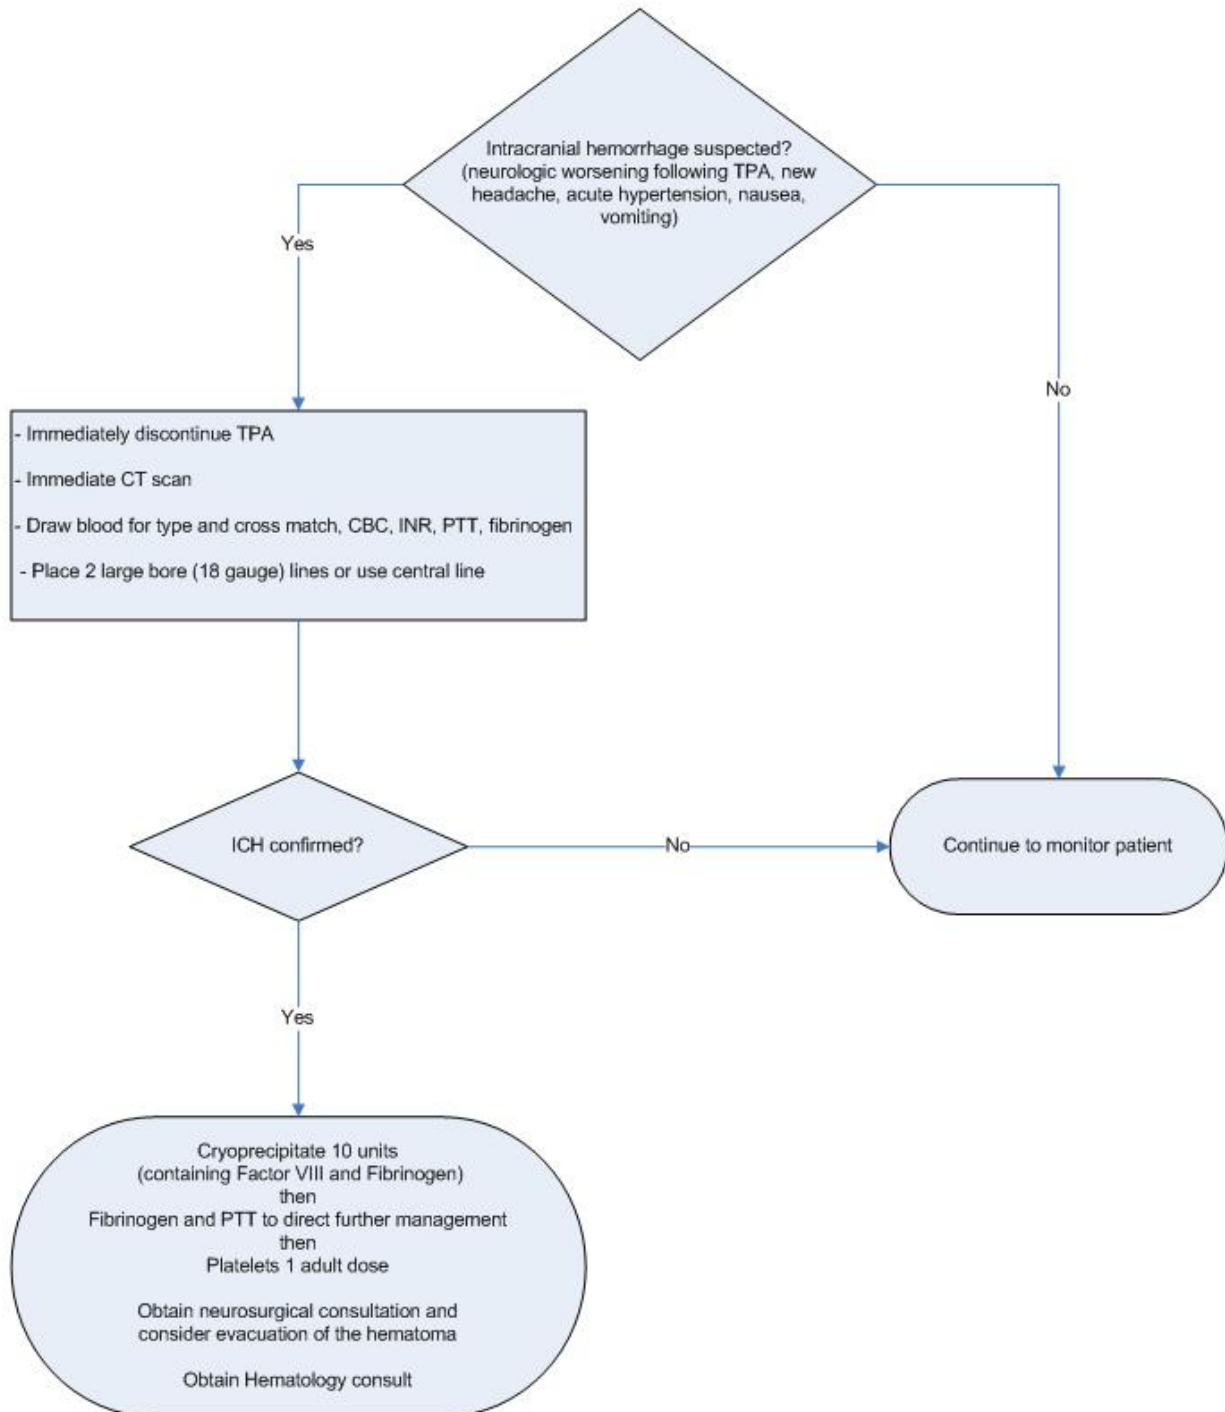 Intracranial hemorrhage suspected?
(neurologic worsening following TPA, new
headache, acute hypertension, nausea,
vomiting)
Yes
No
- Immediately discontinue TPA
- Immediate CT scan
- Draw blood for type and cross match, CBC, INR, PTT, fibrinogen
- Place 2 large bore (18 gauge) lines or use central line
ICH confirmed?
No
Continue to monitor patient
Yes
Cryoprecipitate 10 units
(containing Factor VIII and Fibrinogen)
then
Fibrinogen and PTT to direct further management
then
Platelets 1 adult dose
Obtain neurosurgical consultation and
consider evacuation of the hematoma
Obtain Hematology consult